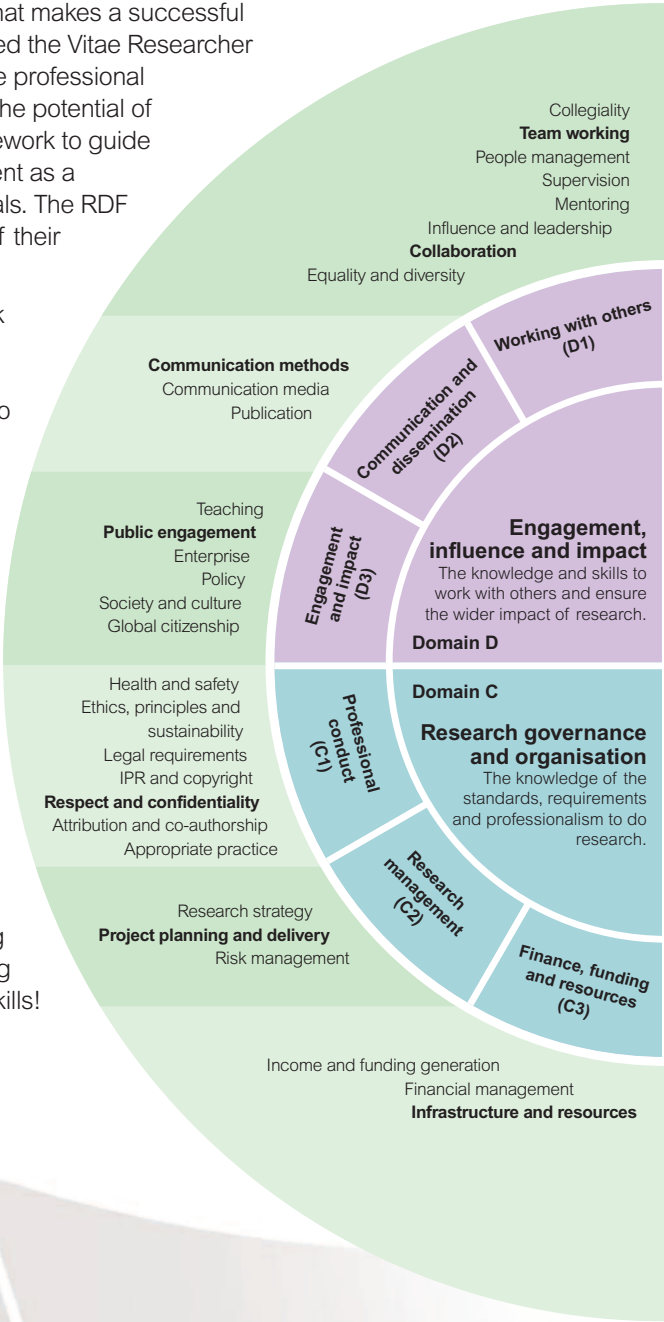 hat makes a successful
ed the Vitae Researcher
e professional
he potential of
ework to guide
ent as a
als. The RDF
f their
k
o
g
g
kills!
Collegiality
Team working
People management
Supervision
Mentoring
Influence and leadership
Collaboration
Equality and diversity
Working with others
(D1)
Communication methods
Communication media
Publication
Communication and
dissemination
(D2)
Teaching
Public engagement
Enterprise
Policy
Society and culture
Global citizenship
Engagement
and impact
(D3)
Engagement,
influence and impact
The knowledge and skills to
work with others and ensure
the wider impact of research.
Domain D
Domain C
Research governance
and organisation
The knowledge of the
standards, requirements
and professionalism to do
research.
Health and safety
Ethics, principles and
sustainability
Legal requirements
IPR and copyright
Respect and confidentiality
Attribution and co-authorship
Appropriate practice
Professional
conduct
(C1)
Research strategy
Project planning and delivery
Risk management
Research
management
(C2)
Finance, funding
and resources
(C3)
Income and funding generation
Financial management
Infrastructure and resources